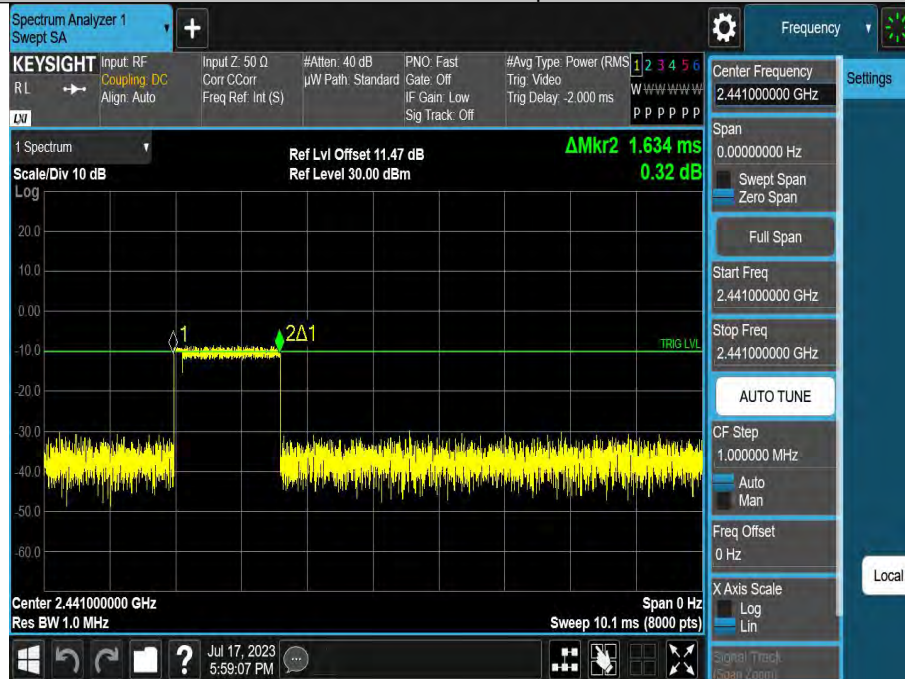 Spectrum Analyzer 1
Swept SA
+
Frequency
KEYSIGHT
RL
LXI
Input: RF
Coupling: DC
Align: Auto
Input Z: 50 Ω
Corr CCorr
Freq Ref: Int (S)
#Atten: 40 dB
µW Path: Standard
PNO: Fast
Gate: Off
IF Gain: Low
Sig Track: Off
#Avg Type: Power (RMS
Trig: Video
Trig Delay: -2.000 ms
1 2 3 4 5 6
W W W W W W
P P P P P P
1 Spectrum
Scale/Div 10 dB
Log
Ref Lvl Offset 11.47 dB
Ref Level 30.00 dBm
ΔMkr2 1.634 ms
0.32 dB
20.0
10.0
0.00
-10.0
-20.0
-30.0
-40.0
-50.0
-60.0
1
2Δ1
TRIG LVL
Center 2.441000000 GHz
Res BW 1.0 MHz
Span 0 Hz
Sweep 10.1 ms (8000 pts)
Jul 17, 2023
5:59:07 PM
?
Center Frequency
2.441000000 GHz
Span
0.00000000 Hz
Swept Span
Zero Span
Full Span
Start Freq
2.441000000 GHz
Stop Freq
2.441000000 GHz
AUTO TUNE
CF Step
1.000000 MHz
Auto
Man
Freq Offset
0 Hz
X Axis Scale
Log
Lin
Signal Track
(Span Zoom)
Settings
Local